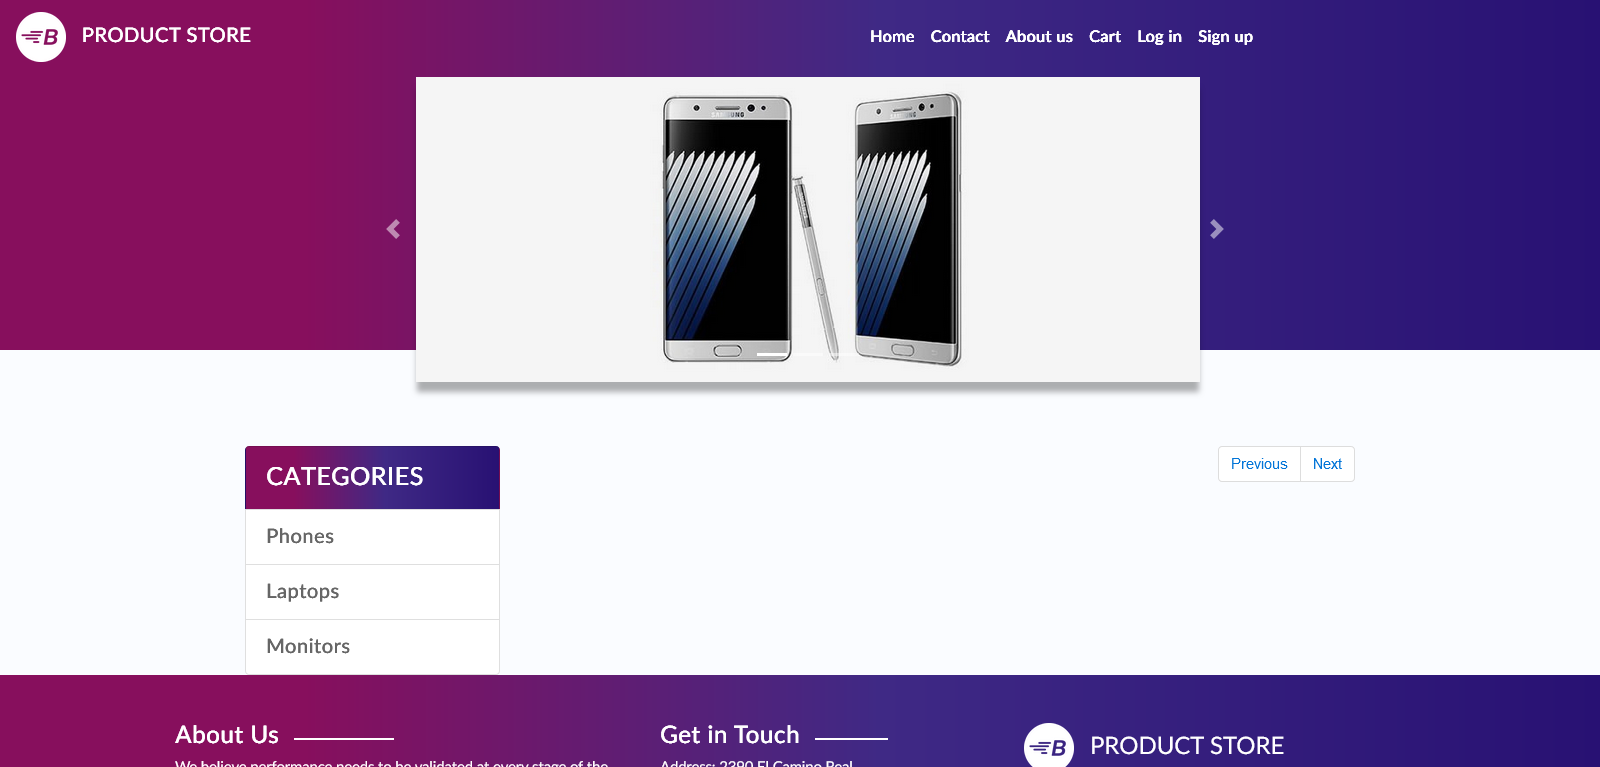 B PRODUCT STORE
Home Contact About us Cart Log in Sign up
SAMSUNG SAMSUNG
CATEGORIES
Previous Next
Phones
Laptops
Monitors
About Us
Get in Touch
B PRODUCT STORE
We believe performance needs to be validated at every stage of the
Address: 2390 El Camino Real